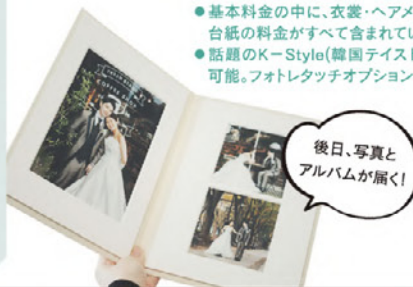 ●基本料金の中に、衣裳・ヘアメ
台紙の料金がすべて含まれてい
●話題のK－Style(韓国テイスト
可能。フォトレタッチオプション
後日、写真と
アルバムが届く!